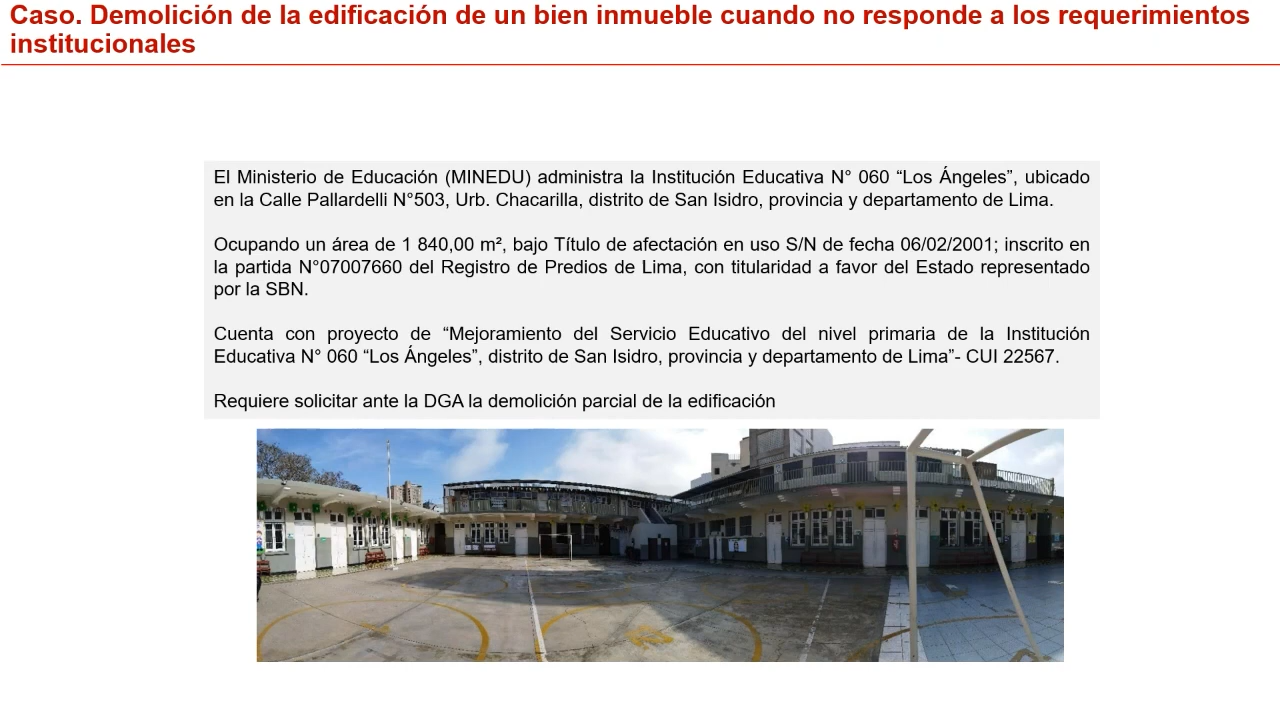 Caso. Demolición de la edificación de un bien inmueble cuando no responde a los requerimientos
institucionales
El Ministerio de Educación (MINEDU) administra la Institución Educativa N° 060 “Los Ángeles”, ubicado
en la Calle Pallardelli N°503, Urb. Chacarilla, distrito de San Isidro, provincia y departamento de Lima.
Ocupando un área de 1 840,00 m², bajo Título de afectación en uso S/N de fecha 06/02/2001; inscrito en
la partida N°07007660 del Registro de Predios de Lima, con titularidad a favor del Estado representado
por la SBN.
Cuenta con proyecto de “Mejoramiento del Servicio Educativo del nivel primaria de la Institución
Educativa N° 060 “Los Ángeles”, distrito de San Isidro, provincia y departamento de Lima”- CUI 22567.
Requiere solicitar ante la DGA la demolición parcial de la edificación